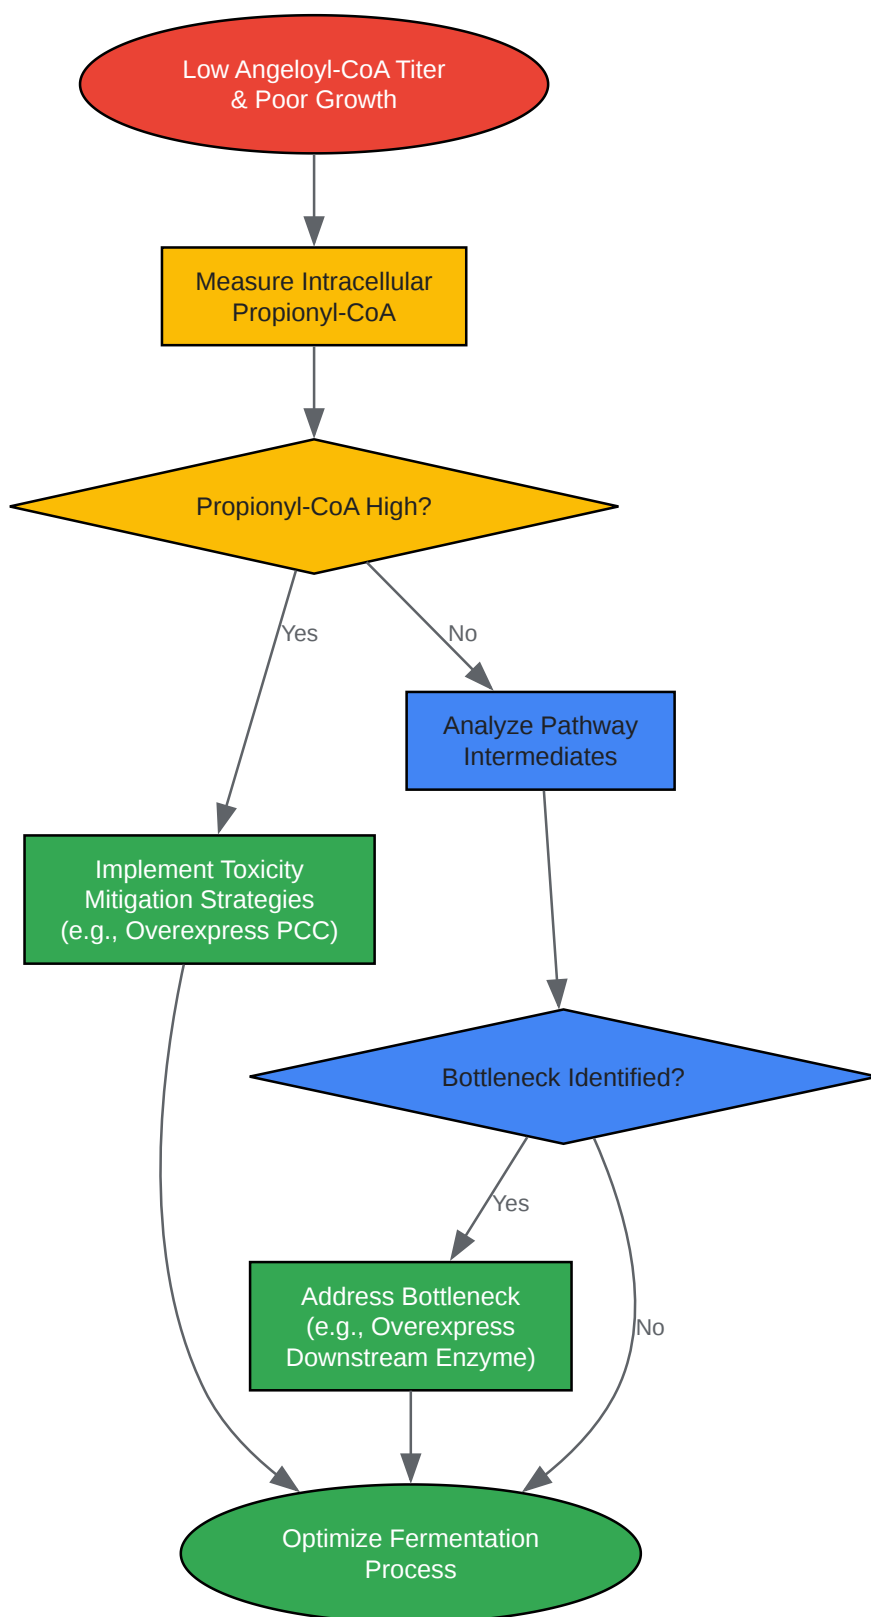 Low Angeloyl-CoA Titer
& Poor Growth
Measure Intracellular
Propionyl-CoA
Propionyl-CoA High?
Yes
No
Analyze Pathway
Intermediates
Implement Toxicity
Mitigation Strategies
(e.g., Overexpress PCC)
Bottleneck Identified?
Yes
Address Bottleneck
(e.g., Overexpress
Downstream Enzyme)
No
Optimize Fermentation
Process